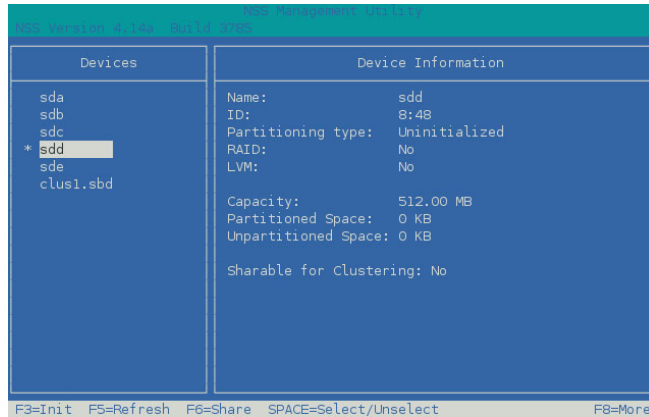 NSS Management Utility
NSS Version 4.14a Build 3785
Devices
Device Information
sda
sdb
sdc
* sdd
sde
clus1.sbd
Name: sdd
ID: 8:48
Partitioning type: Uninitialized
RAID: No
LVM: No
Capacity: 512.00 MB
Partitioned Space: 0 KB
Unpartitioned Space: 0 KB
Sharable for Clustering: No
F3=Init F5=Refresh F6=Share SPACE=Select/Unselect F8=More